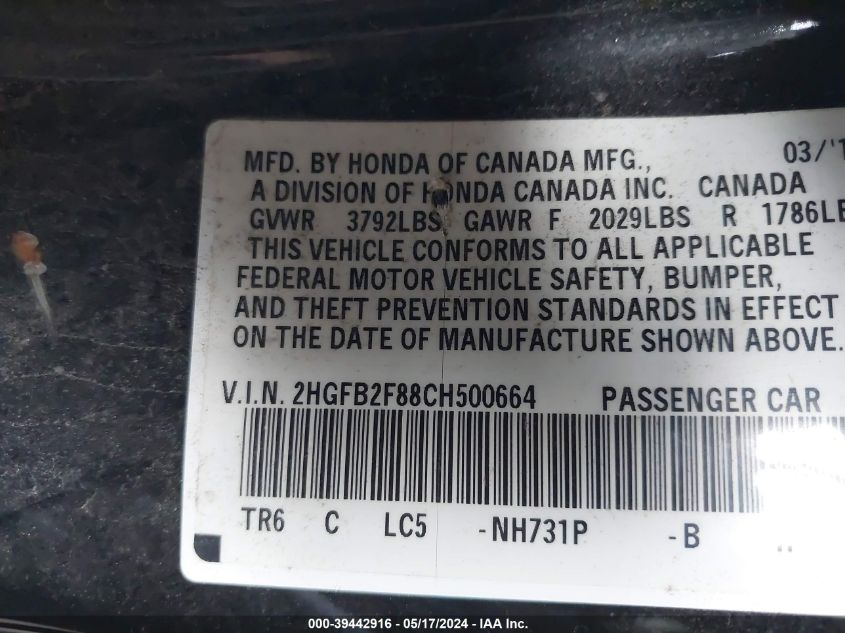 MFD. BY HONDA OF CANADA MFG., 03/'1
A DIVISION OF HONDA CANADA INC. CANADA
GVWR 3792LBS GAWR F 2029LBS R 1786LB
THIS VEHICLE CONFORMS TO ALL APPLICABLE
FEDERAL MOTOR VEHICLE SAFETY, BUMPER,
AND THEFT PREVENTION STANDARDS IN EFFECT
ON THE DATE OF MANUFACTURE SHOWN ABOVE.
V.I.N. 2HGFB2F88CH500664 PASSENGER CAR
TR6 C LC5 -NH731P -B
000-39442916 - 05/17/2024 - IAA Inc.